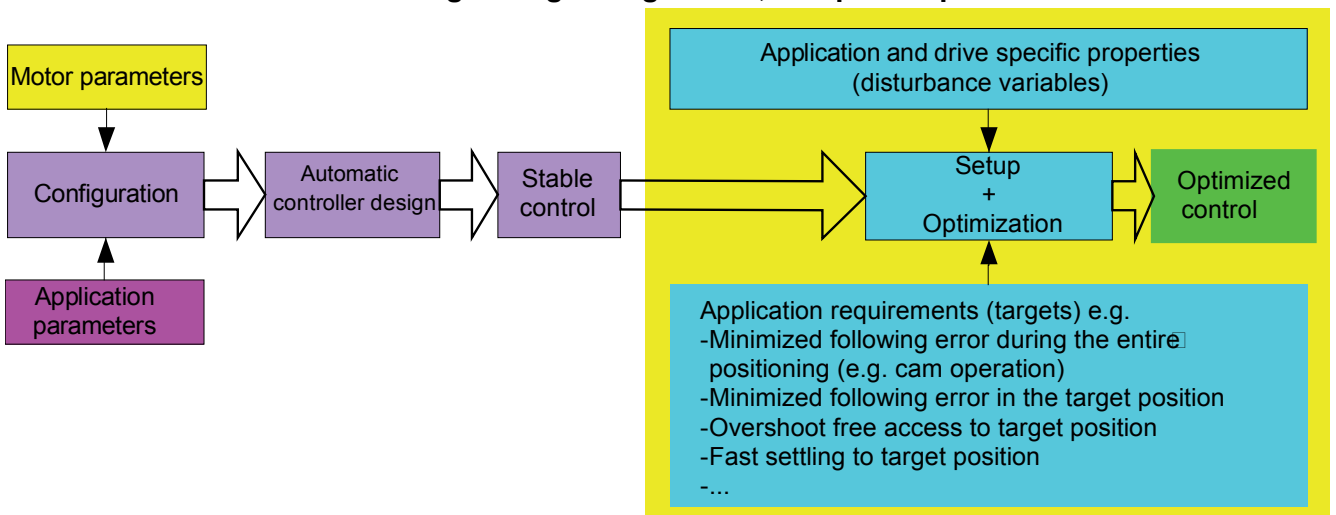 Motor parameters
Configuration
Application
parameters
Automatic
controller design
Stable
control
Application and drive specific properties
(disturbance variables)
Setup
+
Optimization
Optimized
control
Application requirements (targets) e.g.
-Minimized following error during the entire
positioning (e.g. cam operation)
-Minimized following error in the target position
-Overshoot free access to target position
-Fast settling to target position
-...